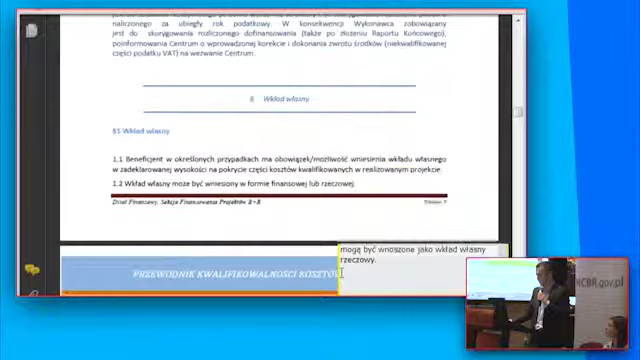 naliczonego za ubiegły rok podatkowy. W konsekwencji Wykonawca zobowiązany
jest do skorygowania rozliczonego dofinansowania (także po złożeniu Raportu Końcowego),
poinformowania Centrum o wprowadzonej korekcie i dokonania zwrotu środków (niekwalifikowanej
części podatku VAT) na wezwanie Centrum.
8 Wkład własny
§1 Wkład własny
1.1 Beneficjent w określonych przypadkach ma obowiązek/możliwość wniesienia wkładu własnego
w zadeklarowanej wysokości na pokrycie części kosztów kwalifikowanych w realizowanym projekcie.
1.2 Wkład własny może być wniesiony w formie finansowej lub rzeczowej.
Dział Finansowy, Sekcja Finansowania Projektów B+R
mogą być wnoszone jako wkład własny
rzeczowy.
PRZEWODNIK KWALIFIKOWALNOŚCI KOSZTÓW
NCBR.gov.pl